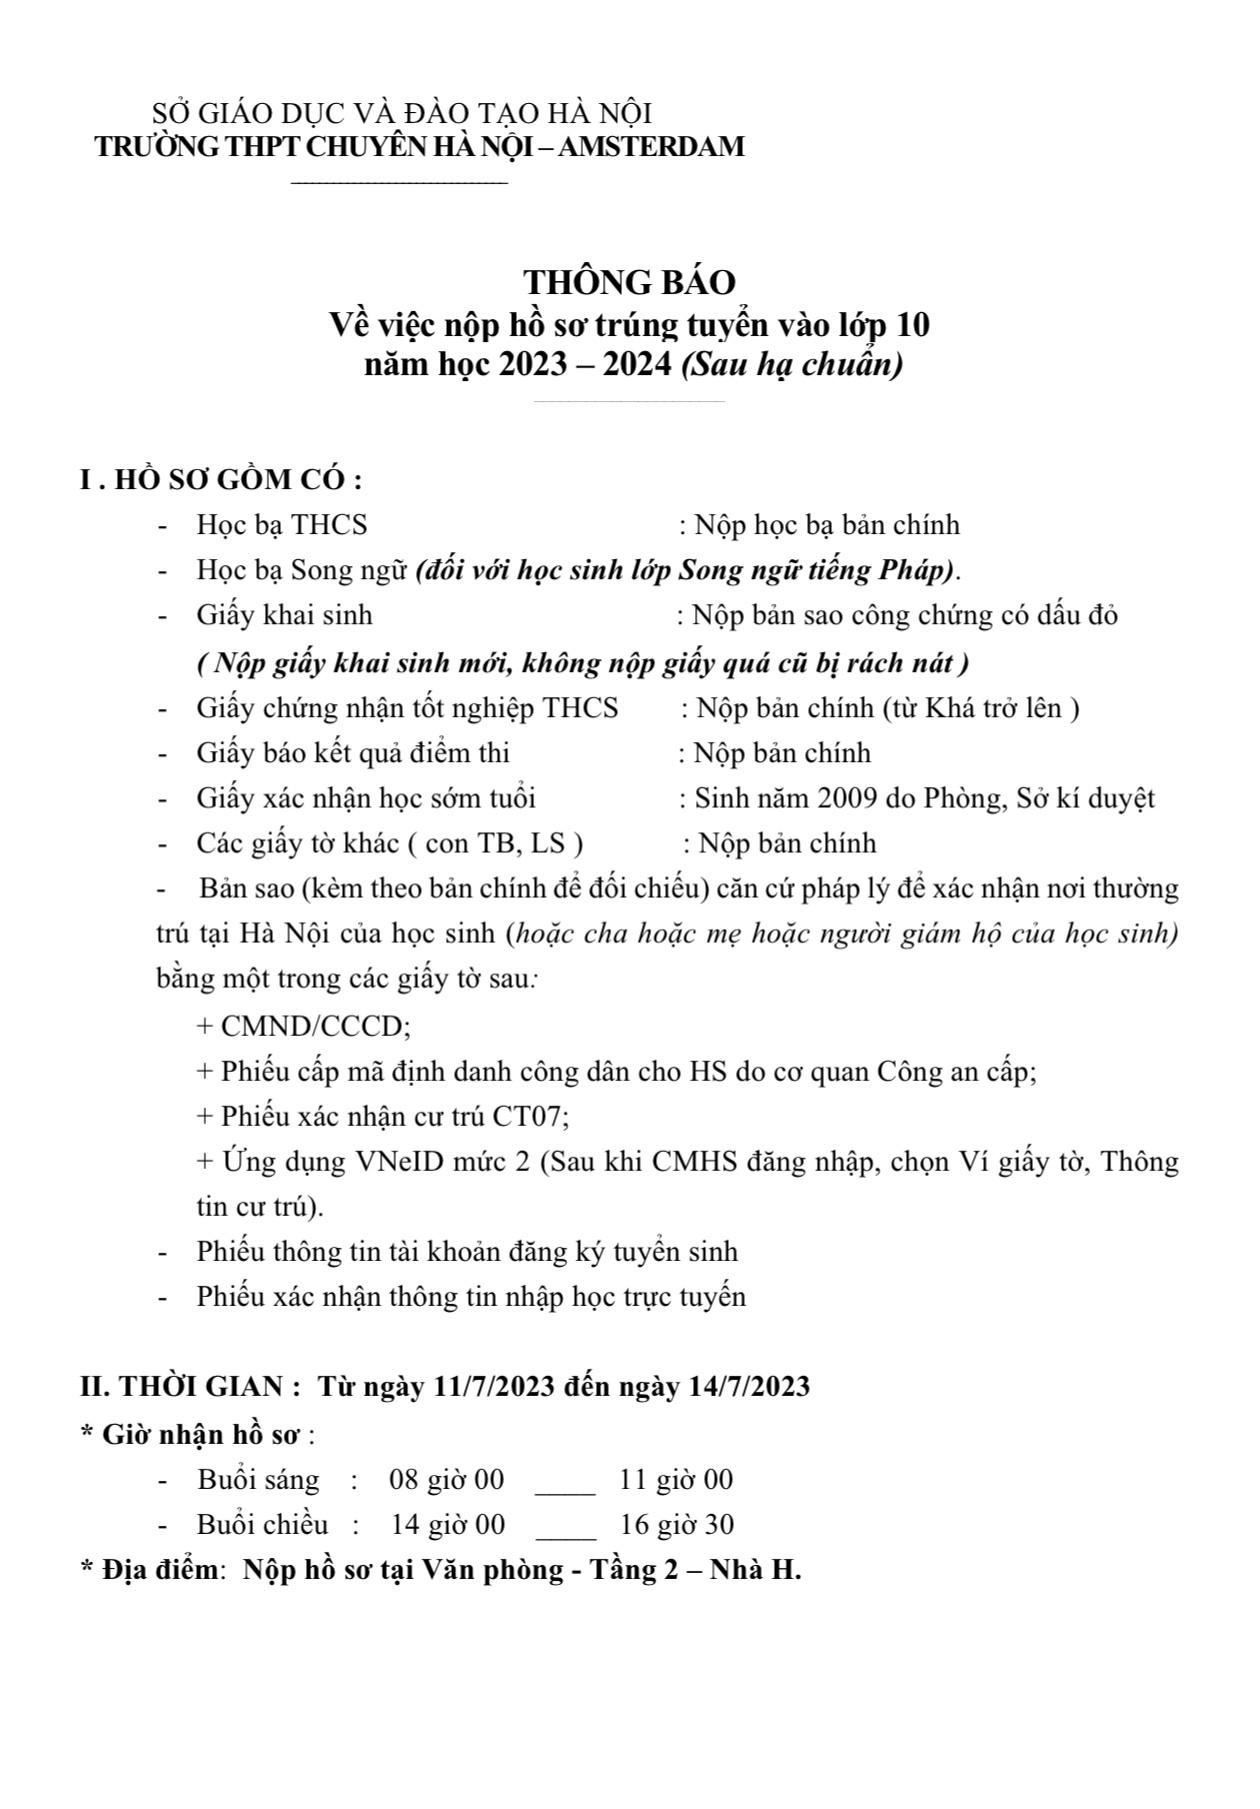 SỞ GIÁO DỤC VÀ ĐÀO TẠO HÀ NỘI
TRƯỜNG THPT CHUYÊN HÀ NỘI – AMSTERDAM
THÔNG BÁO
Về việc nộp hồ sơ trúng tuyển vào lớp 10
năm học 2023 – 2024 (Sau hạ chuẩn)
I . HỒ SƠ GỒM CÓ :
- Học bạ THCS : Nộp học bạ bản chính
- Học bạ Song ngữ (đối với học sinh lớp Song ngữ tiếng Pháp).
- Giấy khai sinh : Nộp bản sao công chứng có dấu đỏ
( Nộp giấy khai sinh mới, không nộp giấy quá cũ bị rách nát )
- Giấy chứng nhận tốt nghiệp THCS : Nộp bản chính (từ Khá trở lên )
- Giấy báo kết quả điểm thi : Nộp bản chính
- Giấy xác nhận học sớm tuổi : Sinh năm 2009 do Phòng, Sở kí duyệt
- Các giấy tờ khác ( con TB, LS ) : Nộp bản chính
- Bản sao (kèm theo bản chính để đối chiếu) căn cứ pháp lý để xác nhận nơi thường
trú tại Hà Nội của học sinh (hoặc cha hoặc mẹ hoặc người giám hộ của học sinh)
bằng một trong các giấy tờ sau:
+ CMND/CCCD;
+ Phiếu cấp mã định danh công dân cho HS do cơ quan Công an cấp;
+ Phiếu xác nhận cư trú CT07;
+ Ứng dụng VNeID mức 2 (Sau khi CMHS đăng nhập, chọn Ví giấy tờ, Thông
tin cư trú).
- Phiếu thông tin tài khoản đăng ký tuyển sinh
- Phiếu xác nhận thông tin nhập học trực tuyến
II. THỜI GIAN : Từ ngày 11/7/2023 đến ngày 14/7/2023
* Giờ nhận hồ sơ :
- Buổi sáng : 08 giờ 00 ____ 11 giờ 00
- Buổi chiều : 14 giờ 00 ____ 16 giờ 30
* Địa điểm: Nộp hồ sơ tại Văn phòng - Tầng 2 – Nhà H.